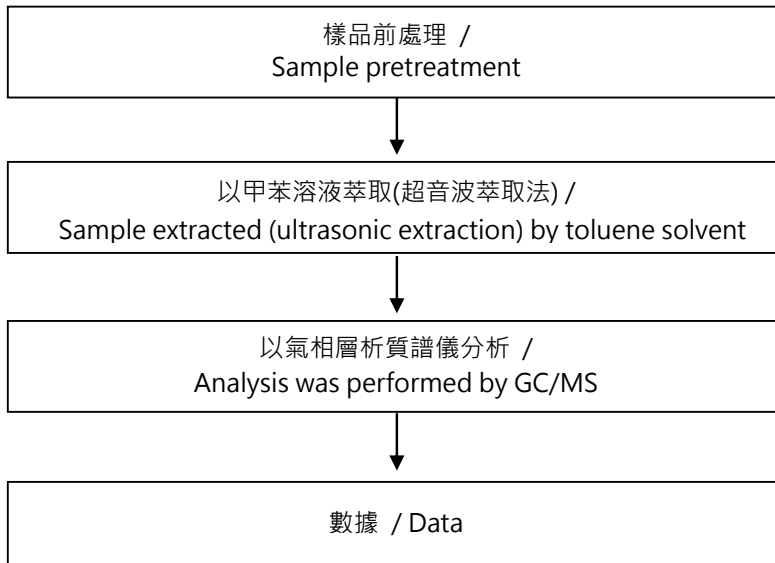 樣品前處理 /
Sample pretreatment
以甲苯溶液萃取(超音波萃取法) /
Sample extracted (ultrasonic extraction) by toluene solvent
以氣相層析質譜儀分析 /
Analysis was performed by GC/MS
數據 / Data